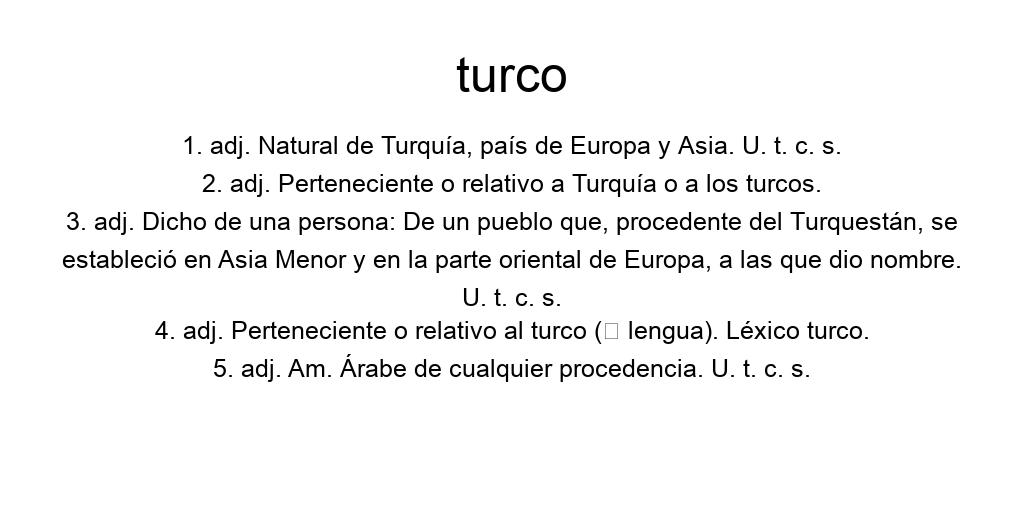 turco
1. adj. Natural de Turquía, país de Europa y Asia. U. t. c. s.
2. adj. Perteneciente o relativo a Turquía o a los turcos.
3. adj. Dicho de una persona: De un pueblo que, procedente del Turquestán, se
estableció en Asia Menor y en la parte oriental de Europa, a las que dio nombre.
U. t. c. s.
4. adj. Perteneciente o relativo al turco (□ lengua). Léxico turco.
5. adj. Am. Árabe de cualquier procedencia. U. t. c. s.